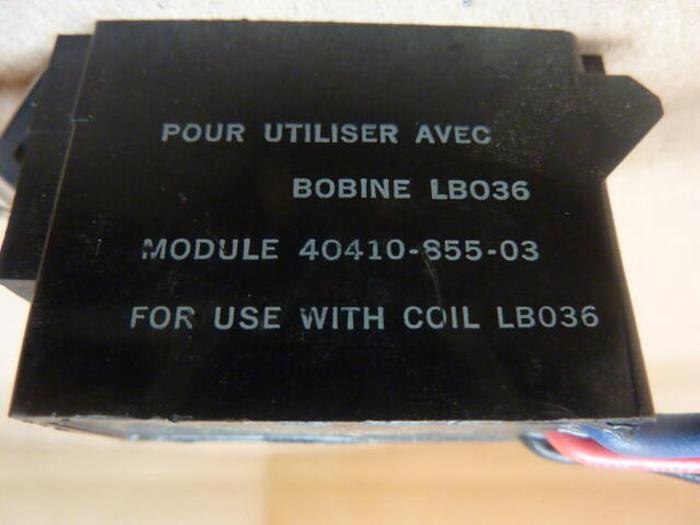 POUR UTILISER AVEC
BOBINE LB036
MODULE 40410-855-03
FOR USE WITH COIL LB036